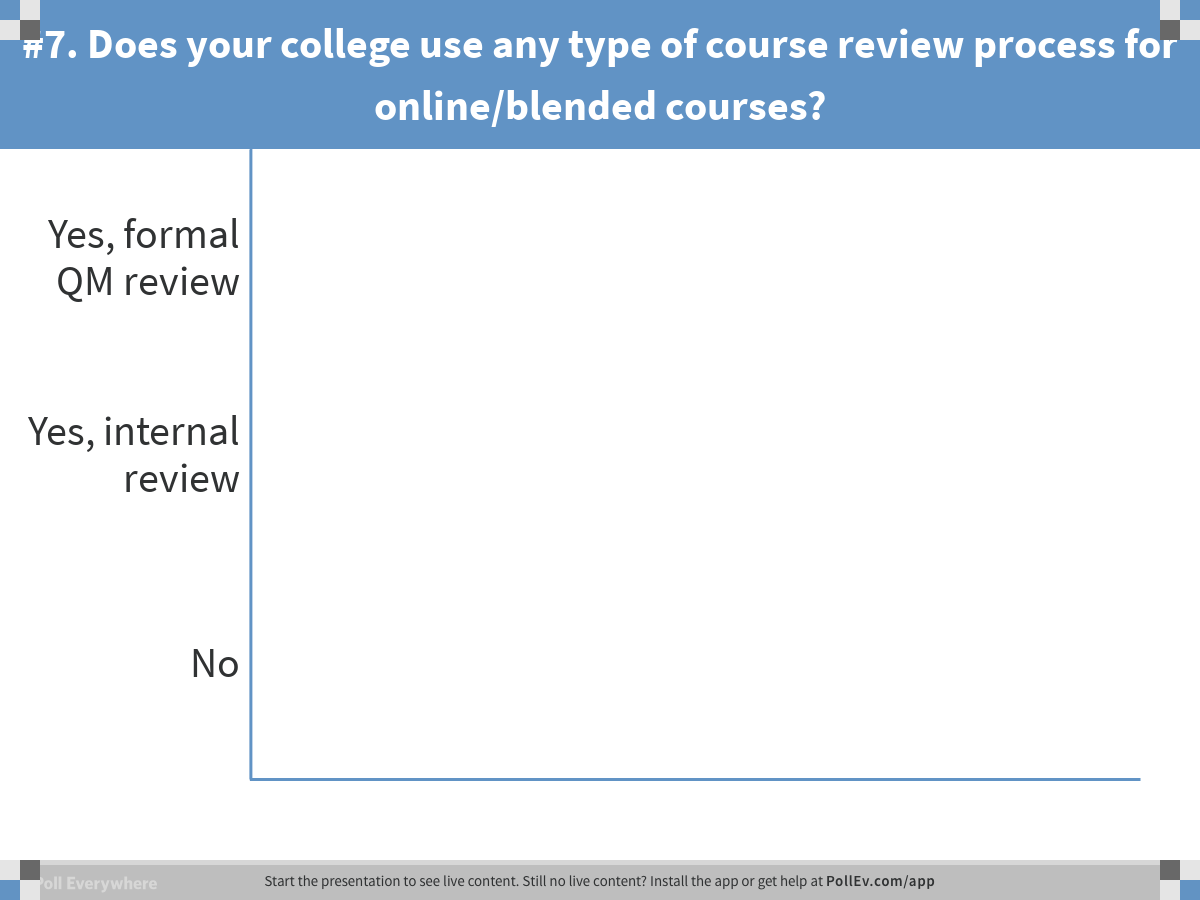 #7. Does your college use any type of course review process for
online/blended courses?
Yes, formal
QM review
Yes, internal
review
No
Poll Everywhere
Start the presentation to see live content. Still no live content? Install the app or get help at PollEv.com/app